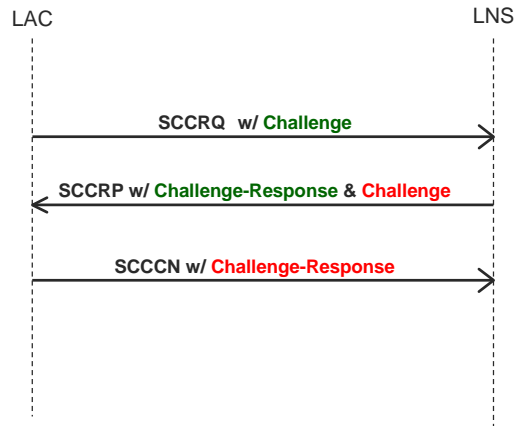 LAC
LNS
SCCRQ w/ Challenge
SCCRP w/ Challenge-Response & Challenge
SCCCN w/ Challenge-Response